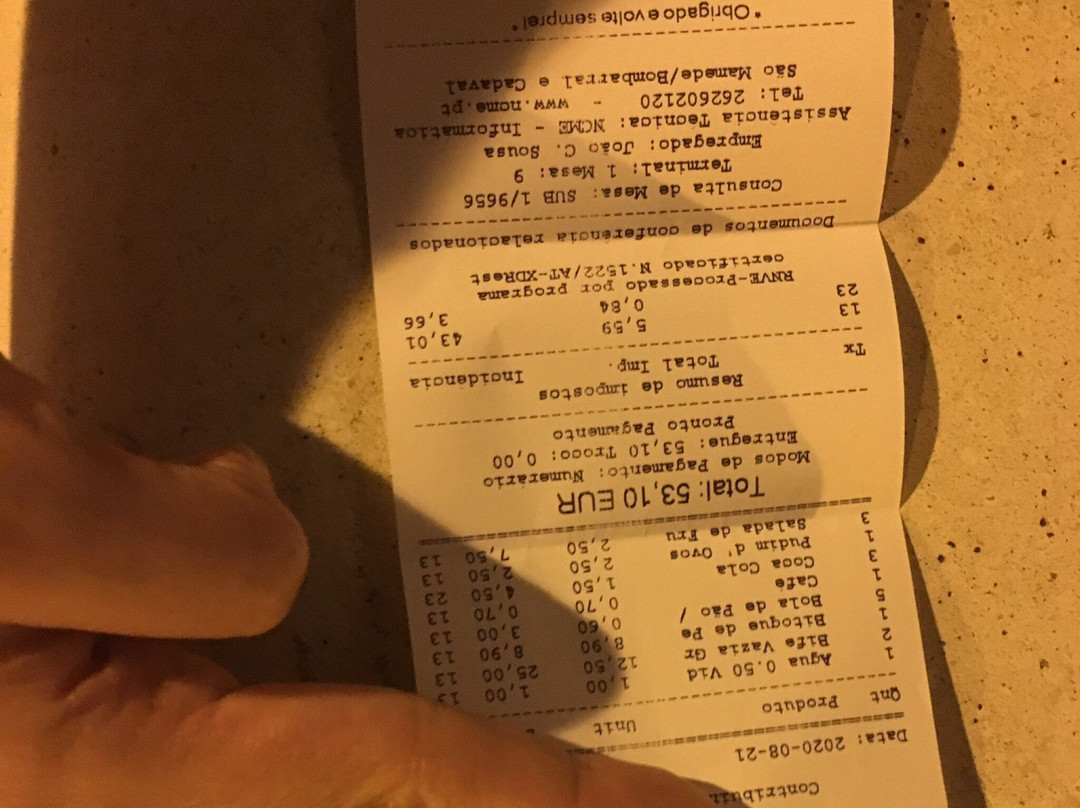 Contribui
Data: 2020-08-21
Qnt Produto Unit
1 Agua 0.50 Vid 1,00 1,00 13
2 Bife Vazia Gr 12,50 25,00 13
1 Bitoque de Pe 8,90 8,90 13
5 Bola de Pão / 0,60 3,00 13
1 Café 0,70 0,70 13
3 Coca Cola 1,50 4,50 23
1 Pudim d' Ovos 2,50 2,50 13
3 Salada de Fru 2,50 7,50 13
Total: 53,10 EUR
Modos de Pagamento: Numerário
Entregue: 53,10 Troco: 0,00
Pronto Pagamento
Resumo de impostos
Tx Total Imp. Incidência
13 5,59 43,01
23 0,84 3,66
RNVE-Processado por programa
certificado N.1522/AT-XDRest
Documentos de conferência relacionados
Consulta de Mesa: SUB 1/9656
Terminal: 1 Mesa: 9
Empregado: João C. Sousa
Assistência Técnica: NCME - Informatica
Tel: 262602120 - www.ncme.pt
São Mamede/Bombarral e Cadaval
*Obrigado e volte sempre!*